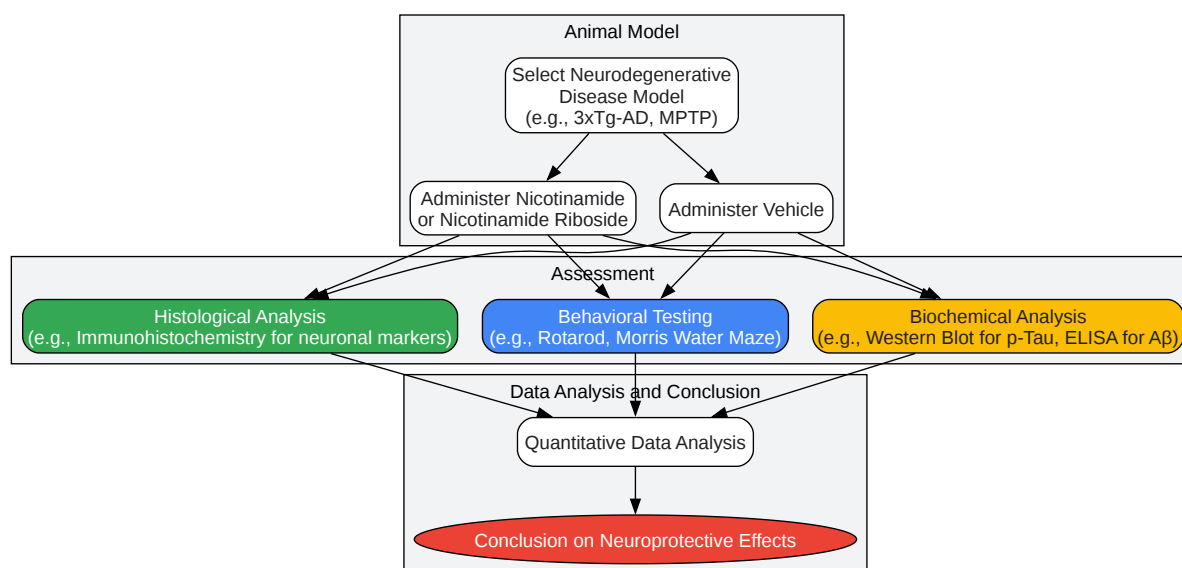 Animal Model
Select Neurodegenerative
Disease Model
(e.g., 3xTg-AD, MPTP)
Administer Nicotinamide
or Nicotinamide Riboside
Administer Vehicle
Assessment
Histological Analysis
(e.g., Immunohistochemistry for neuronal markers)
Behavioral Testing
(e.g., Rotarod, Morris Water Maze)
Biochemical Analysis
(e.g., Western Blot for p-Tau, ELISA for Aβ)
Data Analysis and Conclusion
Quantitative Data Analysis
Conclusion on Neuroprotective Effects